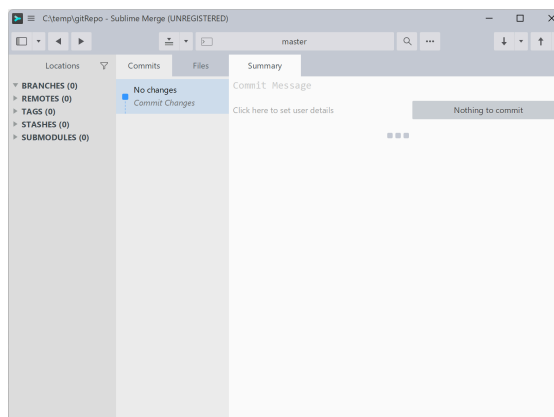 C:\temp\gitRepo - Sublime Merge (UNREGISTERED)
master
Locations
Commits
Files
Summary
BRANCHES (0)
REMOTES (0)
TAGS (0)
STASHES (0)
SUBMODULES (0)
No changes
Commit Changes
Commit Message
Click here to set user details
Nothing to commit